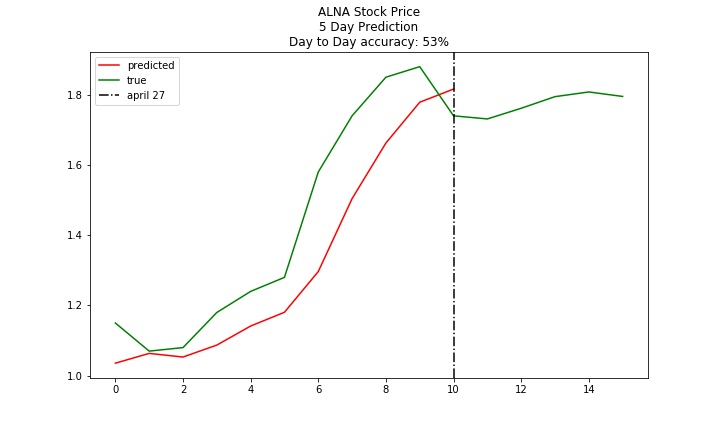 ALNA Stock Price
5 Day Prediction
Day to Day accuracy: 53%
predicted
true
april 27
1.8
1.6
1.4
1.2
1.0
0 2 4 6 8 10 12 14